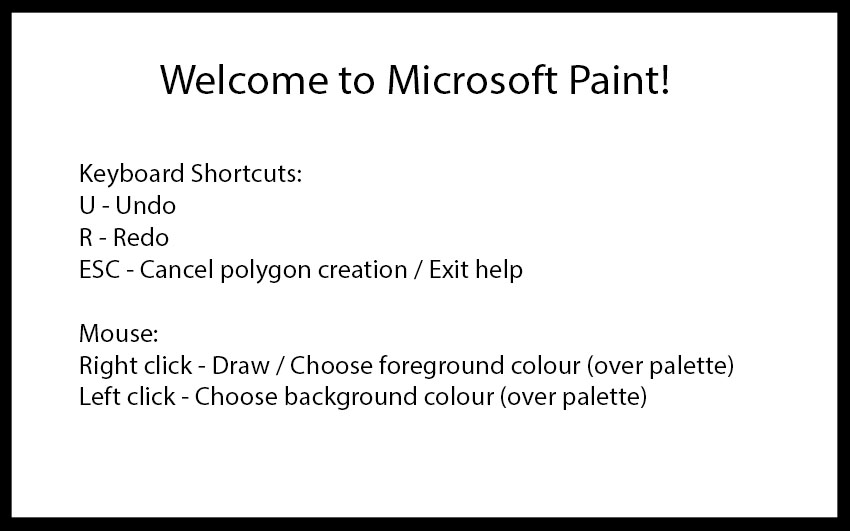 Welcome to Microsoft Paint!
Keyboard Shortcuts:
U - Undo
R - Redo
ESC - Cancel polygon creation / Exit help
Mouse:
Right click - Draw / Choose foreground colour (over palette)
Left click - Choose background colour (over palette)